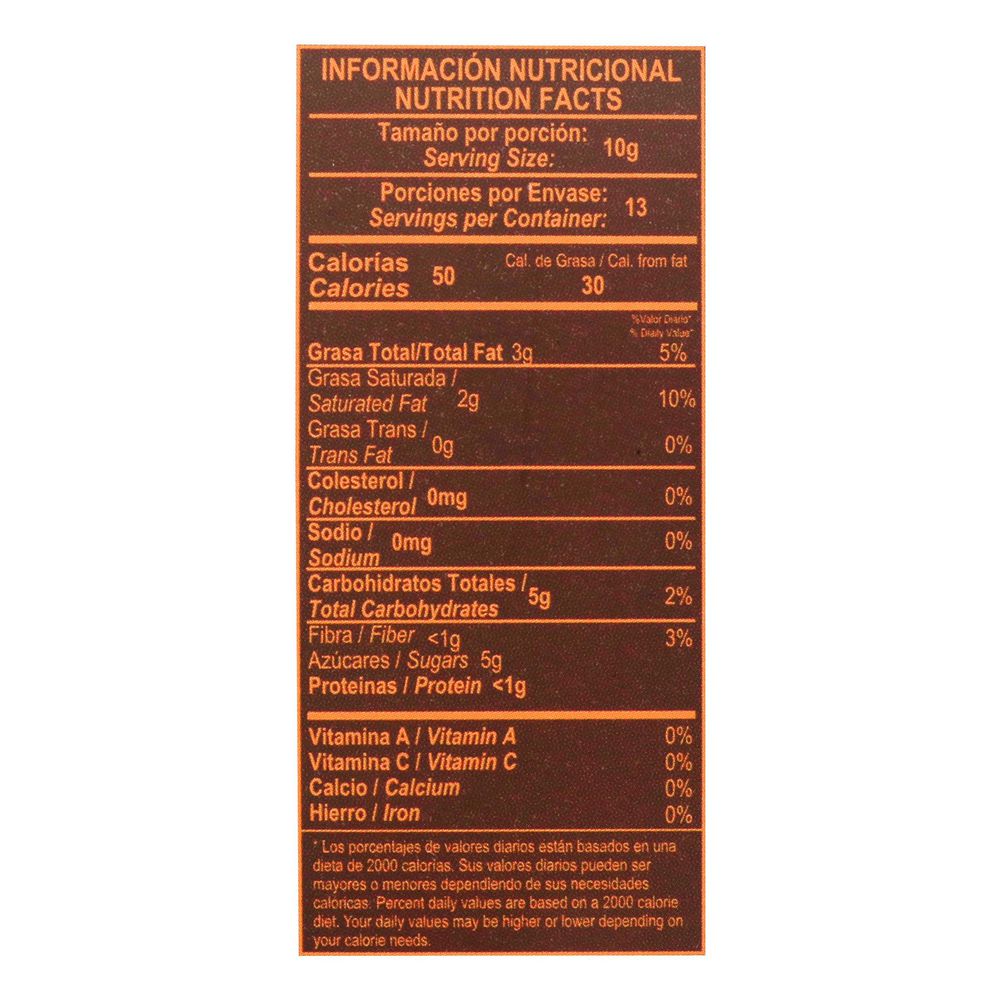 INFORMACIÓN NUTRICIONAL
NUTRITION FACTS
Tamaño por porción:
Serving Size: 10g
Porciones por Envase:
Servings per Container: 13
Calorías
Calories 50
Cal. de Grasa / Cal. from fat
30
%Valor Diario*
% Diaily Value*
Grasa Total/Total Fat 3g 5%
Grasa Saturada /
Saturated Fat 2g 10%
Grasa Trans /
Trans Fat 0g 0%
Colesterol /
Cholesterol 0mg 0%
Sodio /
Sodium 0mg 0%
Carbohidratos Totales /
Total Carbohydrates 5g 2%
Fibra / Fiber <1g 3%
Azúcares / Sugars 5g
Proteinas / Protein <1g
Vitamina A / Vitamin A 0%
Vitamina C / Vitamin C 0%
Calcio / Calcium 0%
Hierro / Iron 0%
* Los porcentajes de valores diarios están basados en una
dieta de 2000 calorías. Sus valores diarios pueden ser
mayores o menores dependiendo de sus necesidades
calóricas. Percent daily values are based on a 2000 calorie
diet. Your daily values may be higher or lower depending on
your calorie needs.